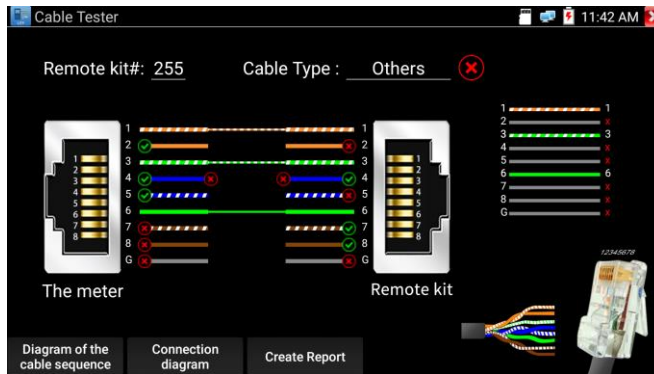 Cable Tester
11:42 AM
Remote kit#: 255
Cable Type : Others
1 1
2 2
3 3
4 4
5 5
6 6
7 7
8 8
G G
1
2
3
4
5
6
7
8
1
2
3
4
5
6
7
8
The meter
Remote kit
1 1
2 x
3 3
4 x
5 x
6 6
7 x
8 x
G x
12345678
Diagram of the
cable sequence
Connection
diagram
Create Report